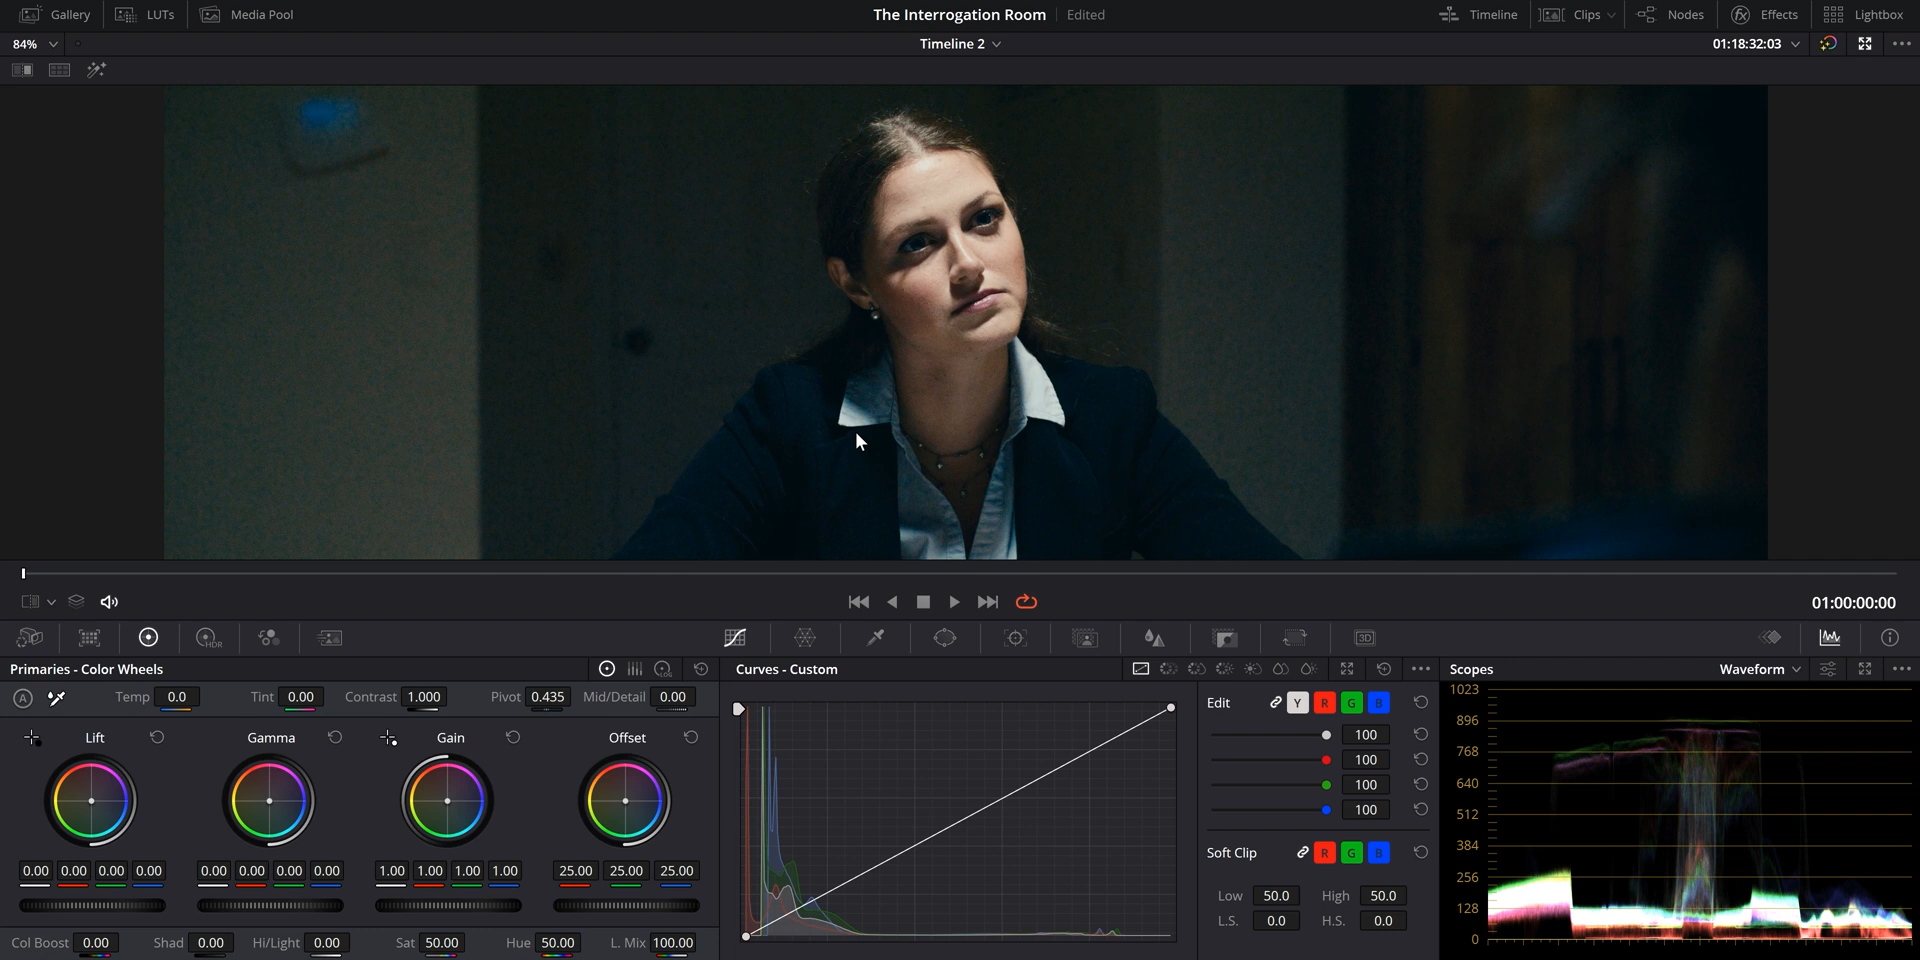 Gallery LUTs Media Pool The Interrogation Room Edited Timeline Clips Nodes fx Effects Lightbox
84% Timeline 2 01:18:32:03
01:00:00:00
HDR 3D
Primaries - Color Wheels LOG Curves - Custom Scopes Waveform
A Temp 0.0 Tint 0.00 Contrast 1.000 Pivot 0.435 Mid/Detail 0.00
Lift Gamma Gain Offset
0.00 0.00 0.00 0.00 0.00 0.00 0.00 0.00 1.00 1.00 1.00 1.00 25.00 25.00 25.00
Col Boost 0.00 Shad 0.00 Hi/Light 0.00 Sat 50.00 Hue 50.00 L. Mix 100.00
Edit Y R G B
100
100
100
100
Soft Clip R G B
Low 50.0 High 50.0
L.S. 0.0 H.S. 0.0
1023
896
768
640
512
384
256
128
0